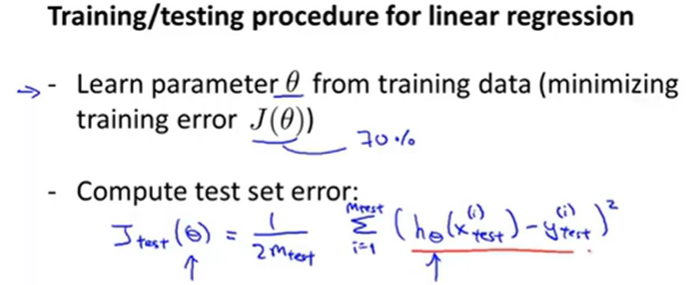 Training/testing procedure for linear regression
- Learn parameter θ from training data (minimizing
training error J(θ))
70%
- Compute test set error:
J_test(θ) = 1/(2m_test) Σ_{i=1}^{m_test} (h_θ(x_test^(i)) - y_test^(i))²